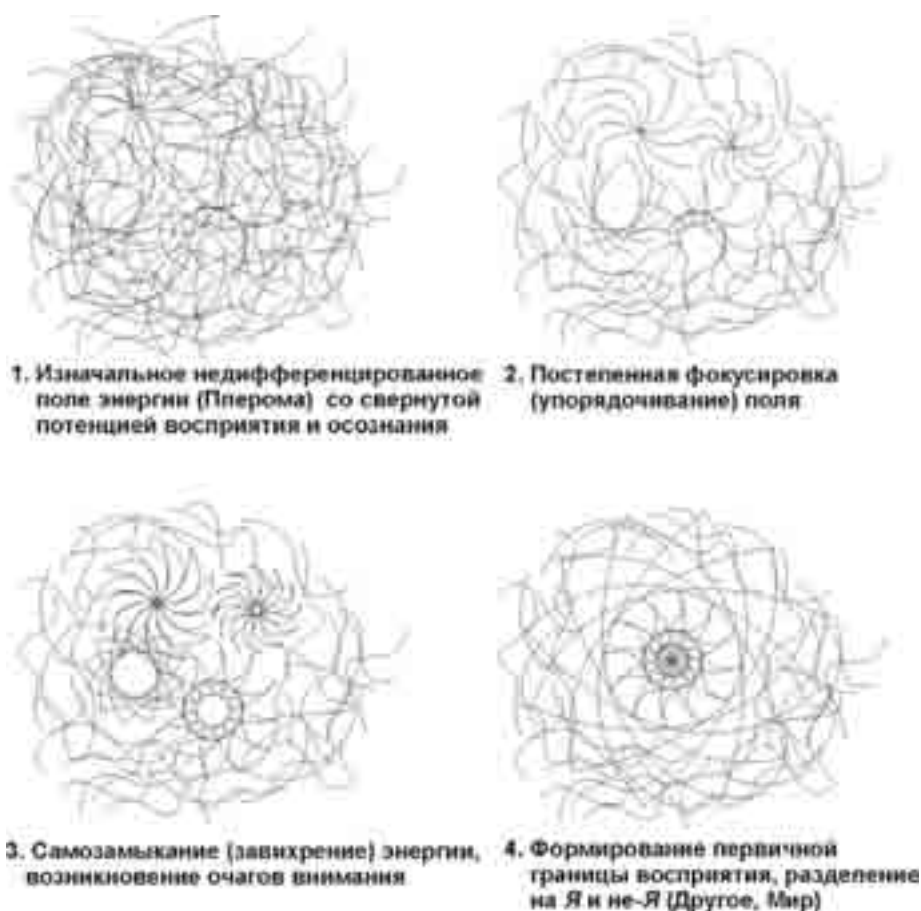 1. Изначальное недифференцированное
поле энергии (Пперома) со свернутой
потенцией восприятия и осознания
2. Постепенная фокусировка
(упорядочивание) поля
3. Самозамыкание (завихрение) энергии,
возникновение очагов внимания
4. Формирование первичной
границы восприятия, разделение
на Я и не-Я (Другое, Мир)